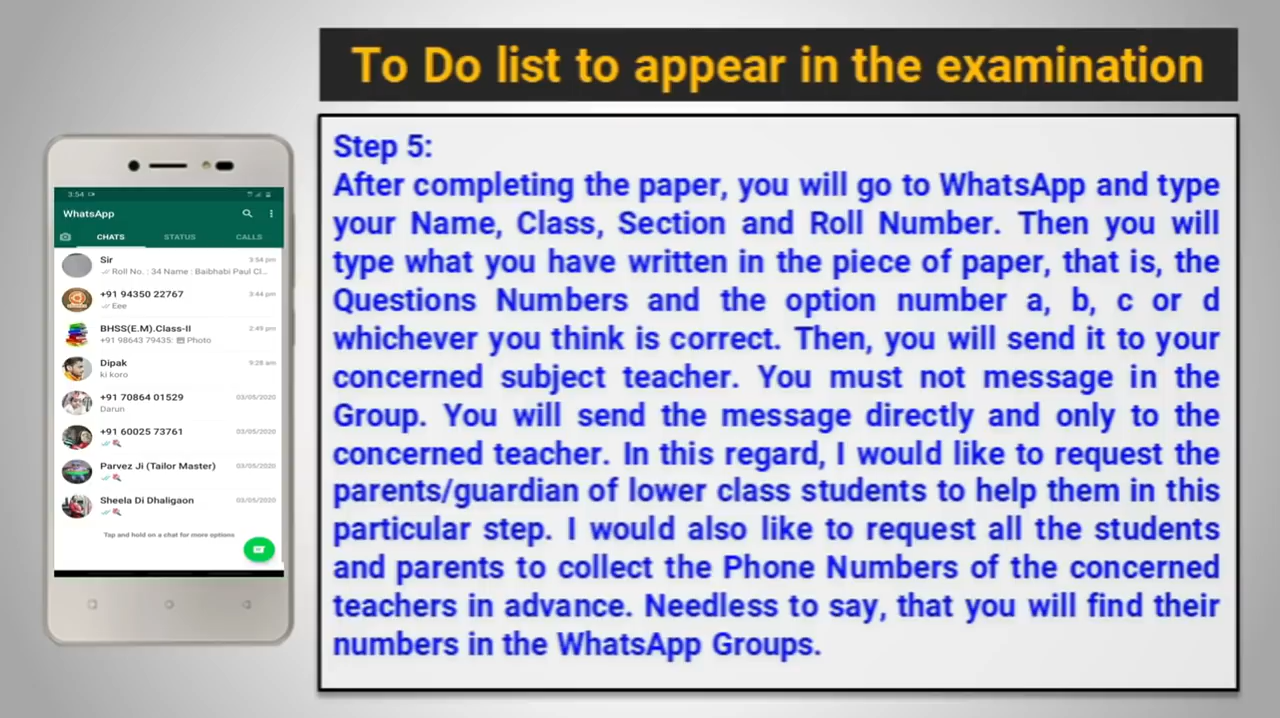 To Do list to appear in the examination
Step 5:
After completing the paper, you will go to WhatsApp and type
your Name, Class, Section and Roll Number. Then you will
type what you have written in the piece of paper, that is, the
Questions Numbers and the option number a, b, c or d
whichever you think is correct. Then, you will send it to your
concerned subject teacher. You must not message in the
Group. You will send the message directly and only to the
concerned teacher. In this regard, I would like to request the
parents/guardian of lower class students to help them in this
particular step. I would also like to request all the students
and parents to collect the Phone Numbers of the concerned
teachers in advance. Needless to say, that you will find their
numbers in the WhatsApp Groups.
3:54
WhatsApp
CHATS STATUS CALLS
Sir 3:54 pm
Roll No. : 34 Name : Baibhabi Paul Cl...
+91 94350 22767 3:44 pm
Eee
BHSS(E.M).Class-II 2:49 pm
+91 98643 79435: Photo
Dipak 9:28 am
ki koro
+91 70864 01529 03/05/2020
Darun
+91 60025 73761 03/05/2020
Parvez Ji (Tailor Master) 03/05/2020
Sheela Di Dhaligaon 03/05/2020
Tap and hold on a chat for more options